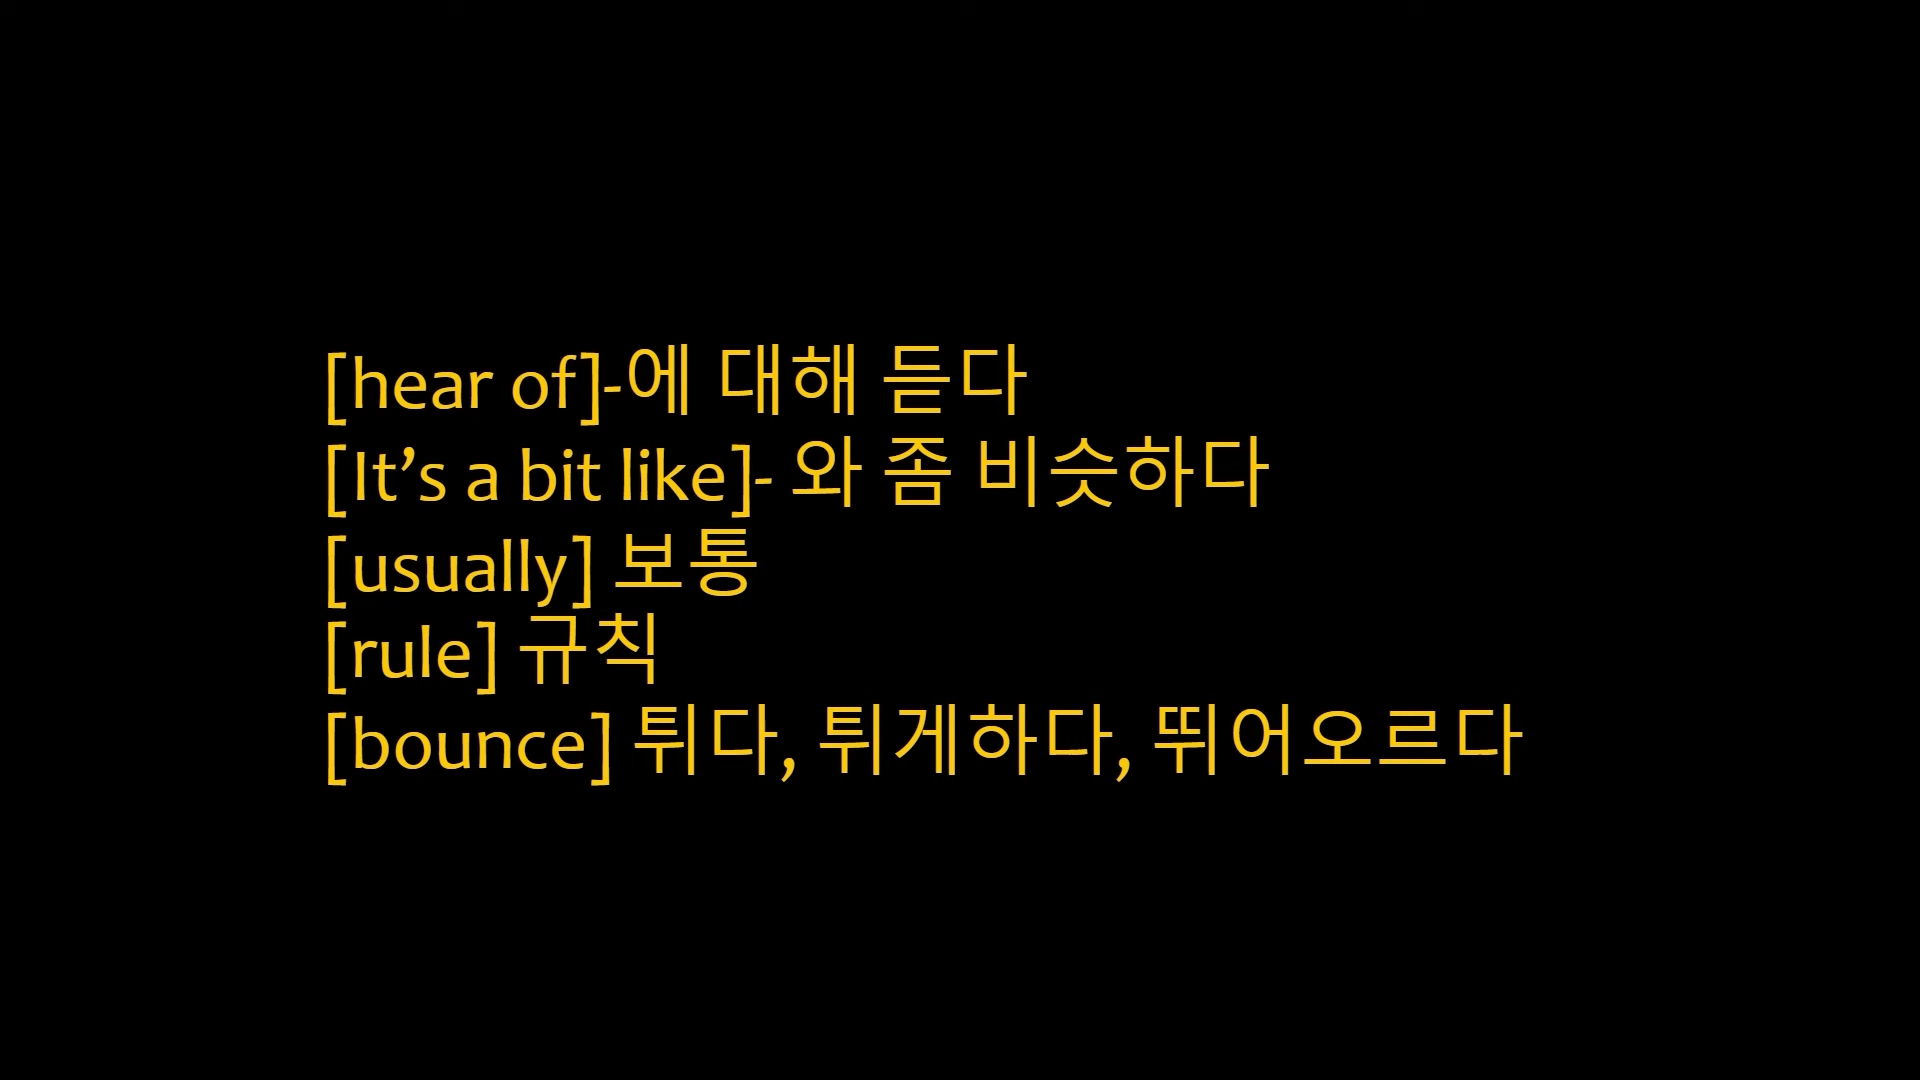 [hear of]-에 대해 듣다
[It’s a bit like]- 와 좀 비슷하다
[usually] 보통
[rule] 규칙
[bounce] 튀다, 튀게하다, 뛰어오르다